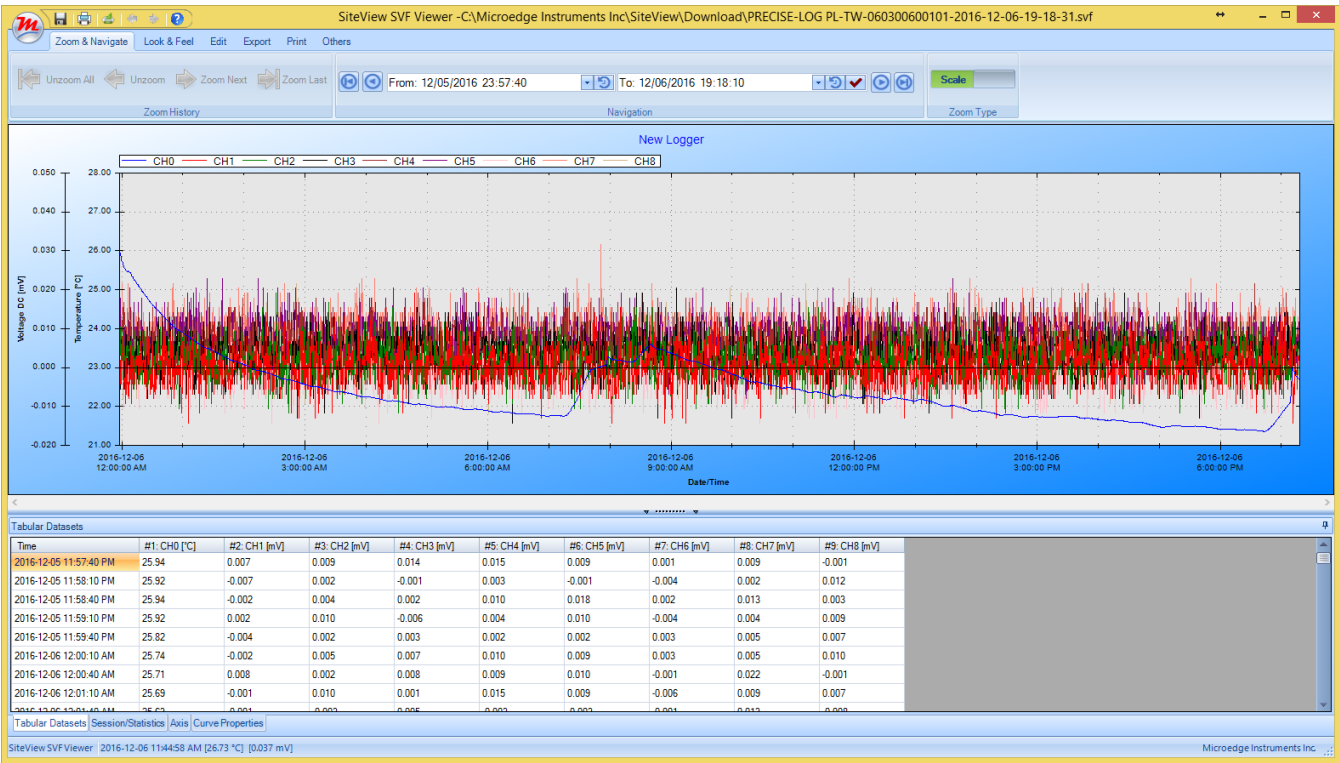 SiteView SVF Viewer -C:\Microedge Instruments Inc\SiteView\Download\PRECISE-LOG PL-TW-060300600101-2016-12-06-19-18-31.svf
Zoom & Navigate Look & Feel Edit Export Print Others
Unzoom All Unzoom Zoom Next Zoom Last From: 12/05/2016 23:57:40 To: 12/06/2016 19:18:10 Scale
Zoom History Navigation Zoom Type
New Logger
CH0 CH1 CH2 CH3 CH4 CH5 CH6 CH7 CH8
0.050 28.00
0.040 27.00
0.030 26.00
0.020 25.00
0.010 24.00
0.000 23.00
-0.010 22.00
-0.020 21.00
Voltage DC [mV]
Temperature [°C]
2016-12-06 2016-12-06 2016-12-06 2016-12-06 2016-12-06 2016-12-06 2016-12-06
12:00:00 AM 3:00:00 AM 6:00:00 AM 9:00:00 AM 12:00:00 PM 3:00:00 PM 6:00:00 PM
Date/Time
Tabular Datasets
Time #1: CH0 [°C] #2: CH1 [mV] #3: CH2 [mV] #4: CH3 [mV] #5: CH4 [mV] #6: CH5 [mV] #7: CH6 [mV] #8: CH7 [mV] #9: CH8 [mV]
2016-12-05 11:57:40 PM 25.94 0.007 0.009 0.014 0.015 0.009 0.001 0.009 -0.001
2016-12-05 11:58:10 PM 25.92 -0.007 0.002 -0.001 0.003 -0.001 -0.004 0.002 0.012
2016-12-05 11:58:40 PM 25.94 -0.002 0.004 0.002 0.010 0.018 0.002 0.013 0.003
2016-12-05 11:59:10 PM 25.92 0.002 0.010 -0.006 0.004 0.010 -0.004 0.004 0.009
2016-12-05 11:59:40 PM 25.82 -0.004 0.002 0.003 0.002 0.002 0.003 0.005 0.007
2016-12-06 12:00:10 AM 25.74 -0.002 0.005 0.007 0.010 0.009 0.003 0.005 0.010
2016-12-06 12:00:40 AM 25.71 0.008 0.002 0.008 0.009 0.010 -0.001 0.022 -0.001
2016-12-06 12:01:10 AM 25.69 -0.001 0.010 0.001 0.015 0.009 -0.006 0.009 0.007
Tabular Datasets Session/Statistics Axis Curve Properties
SiteView SVF Viewer 2016-12-06 11:44:58 AM [26.73 °C] [0.037 mV] Microedge Instruments Inc.